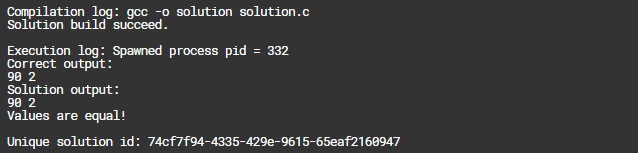 Compilation log: gcc -o solution solution.c
Solution build succeed.
Execution log: Spawned process pid = 332
Correct output:
90 2
Solution output:
90 2
Values are equal!
Unique solution id: 74cf7f94-4335-429e-9615-65eaf2160947